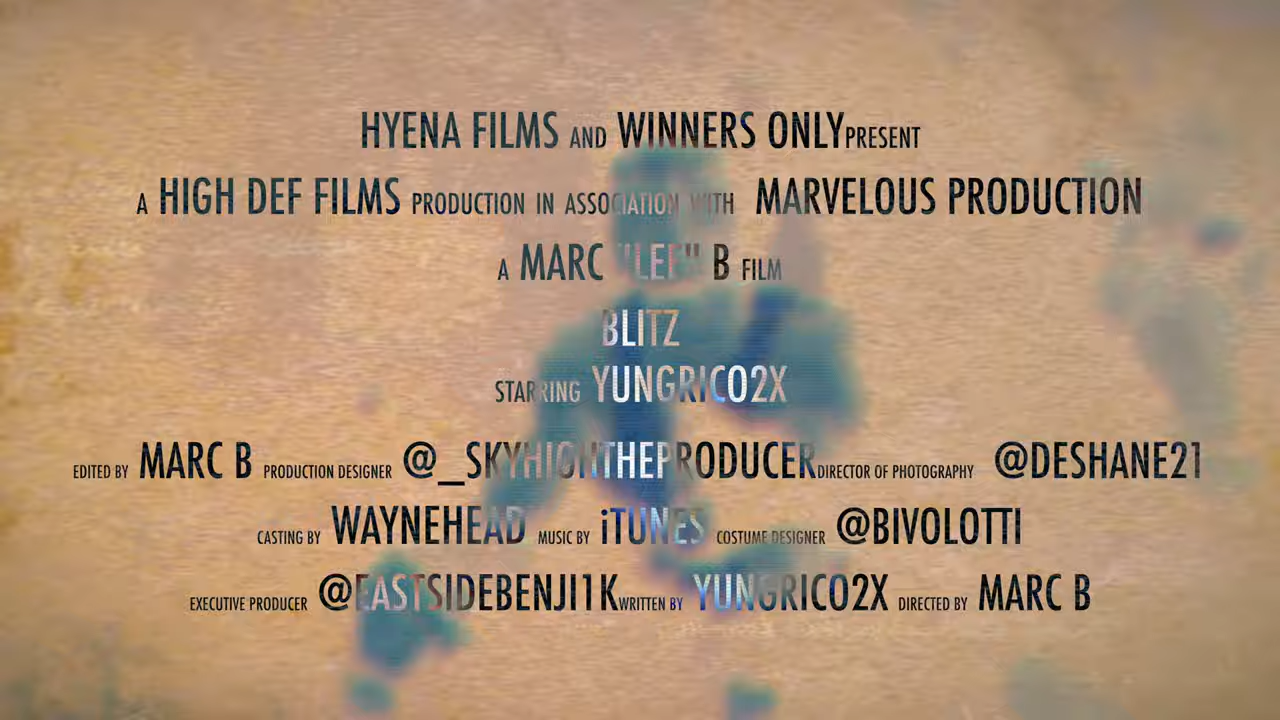 HYENA FILMS AND WINNERS ONLY PRESENT
A HIGH DEF FILMS PRODUCTION IN ASSOCIATION WITH MARVELOUS PRODUCTION
A MARC "LEE" B FILM
BLITZ
STARRING YUNGRICO2X
EDITED BY MARC B PRODUCTION DESIGNER @_SKYHIGHTHEPRODUCER DIRECTOR OF PHOTOGRAPHY @DESHANE21
CASTING BY WAYNEHEAD MUSIC BY iTUNES COSTUME DESIGNER @BIVOLOTTI
EXECUTIVE PRODUCER @EASTSIDEBENJI1K WRITTEN BY YUNGRICO2X DIRECTED BY MARC B